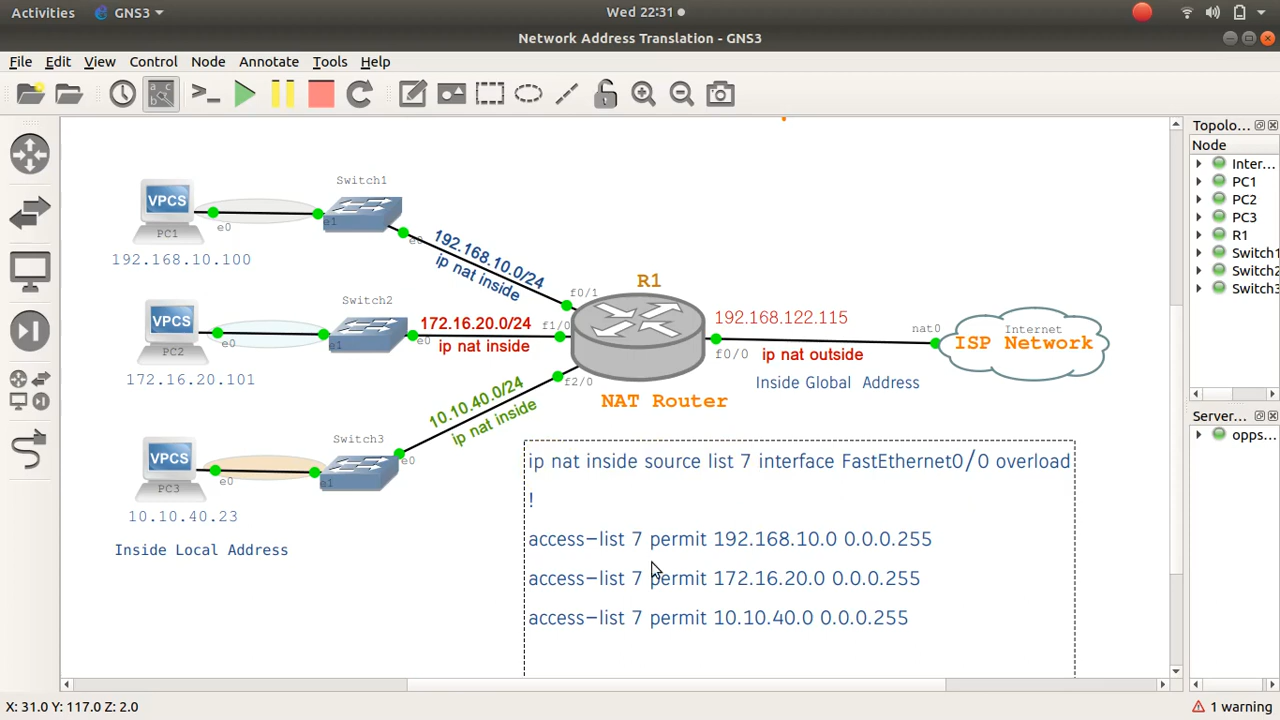 Activities GNS3 Wed 22:31
Network Address Translation - GNS3
File Edit View Control Node Annotate Tools Help
Switch1
VPCS
PC1
e0
e1
e0
192.168.10.100
192.168.10.0/24
ip nat inside
Switch2
VPCS
PC2
e0
e1
e0
172.16.20.101
172.16.20.0/24
ip nat inside
Switch3
VPCS
PC3
e0
e1
e0
10.10.40.23
10.10.40.0/24
ip nat inside
Inside Local Address
R1
f0/1
f1/0
f2/0
NAT Router
192.168.122.115
f0/0
ip nat outside
Inside Global Address
nat0
Internet
ISP Network
ip nat inside source list 7 interface FastEthernet0/0 overload
!
access-list 7 permit 192.168.10.0 0.0.0.255
access-list 7 permit 172.16.20.0 0.0.0.255
access-list 7 permit 10.10.40.0 0.0.0.255
Topolo...
Node
Inter...
PC1
PC2
PC3
R1
Switch1
Switch2
Switch3
Server...
opps...
X: 31.0 Y: 117.0 Z: 2.0
1 warning